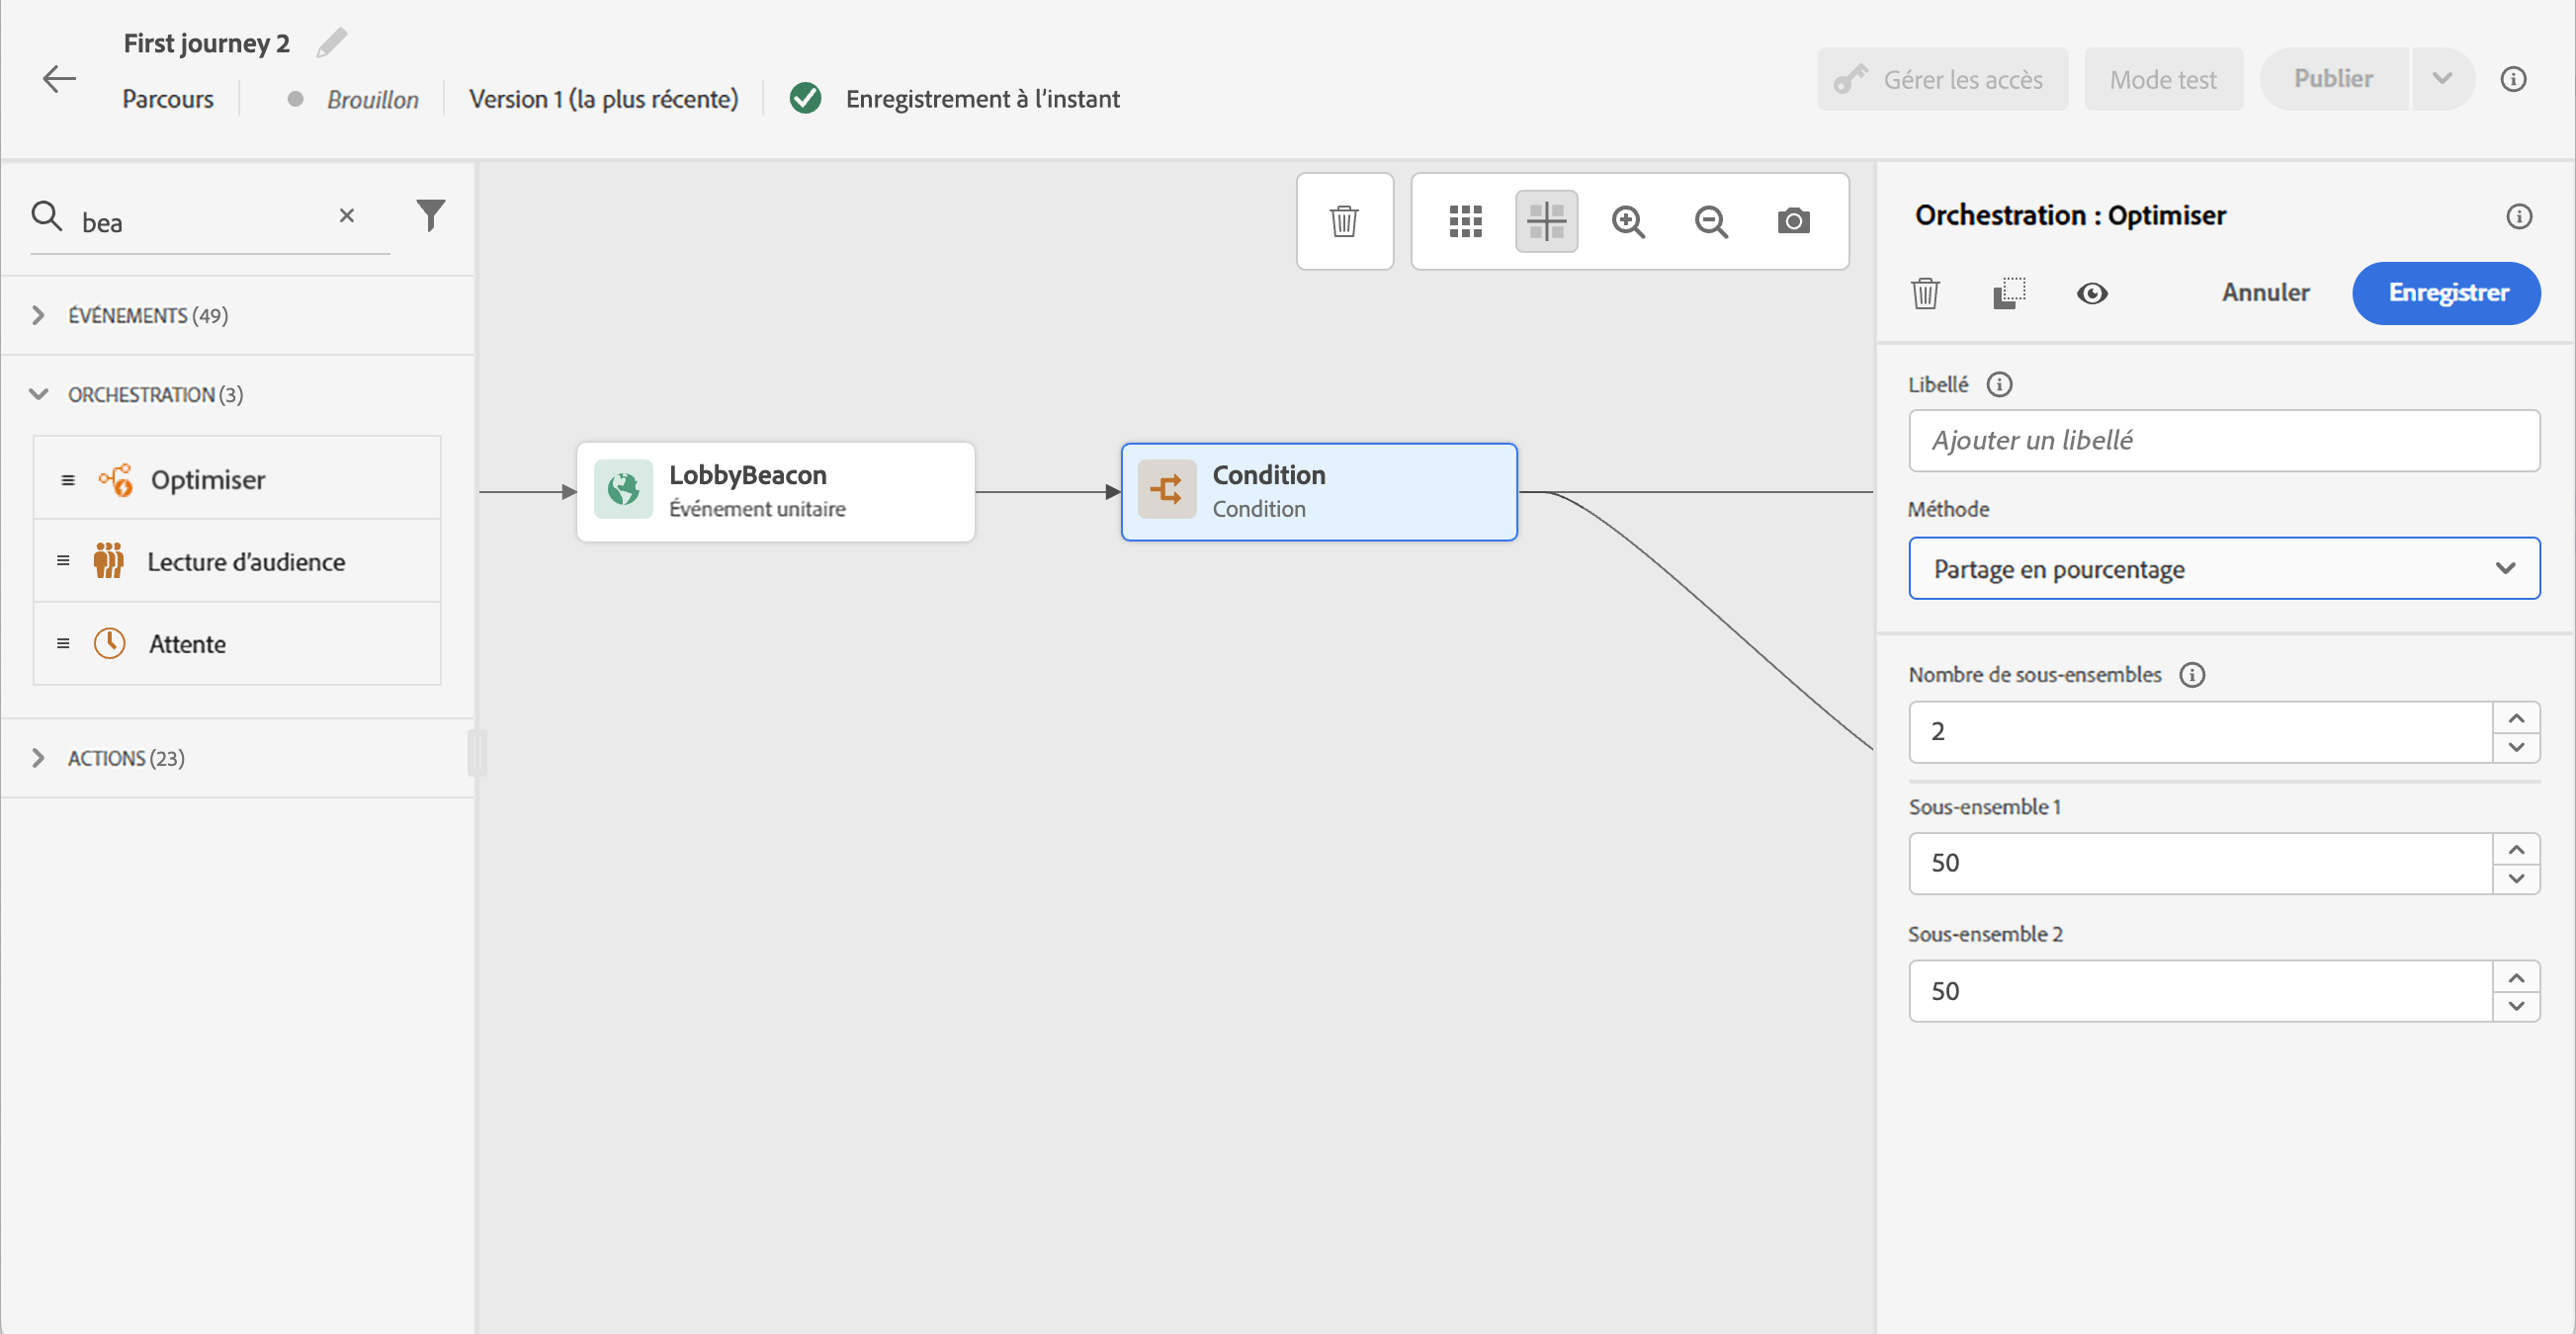 First journey 2
Parcours
Brouillon
Version 1 (la plus récente)
Enregistrement à l’instant
Gérer les accès
Mode test
Publier
bea
ÉVÉNEMENTS (49)
ORCHESTRATION (3)
Optimiser
Lecture d’audience
Attente
ACTIONS (23)
LobbyBeacon
Événement unitaire
Condition
Condition
Orchestration : Optimiser
Annuler
Enregistrer
Libellé
Ajouter un libellé
Méthode
Partage en pourcentage
Nombre de sous-ensembles
2
Sous-ensemble 1
50
Sous-ensemble 2
50